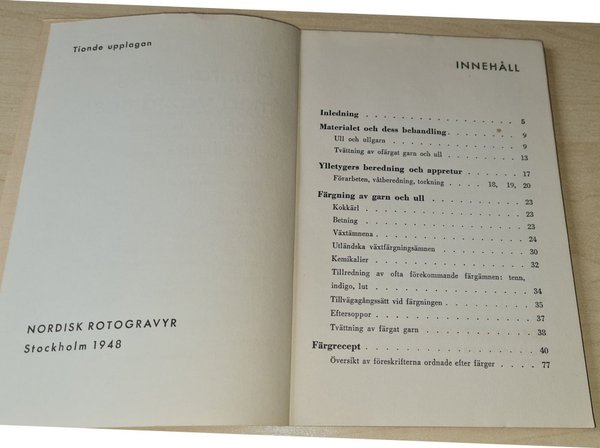 Tionde upplagan
NORDISK ROTOGRAVYR
Stockholm 1948
INNEHÅLL
Inledning . . . . . . . . . . . . . . 5
Materialet och dess behandling . . . . . . . 9
Ull och ullgarn . . . . . . . . . . . . 9
Tvättning av ofärgat garn och ull . . . . . . . 13
Ylletygers beredning och appretur . . . . . . 17
Förarbeten, våtberedning, torkning . . . . 18, 19, 20
Färgning av garn och ull . . . . . . . . . 23
Kokkärl . . . . . . . . . . . . . . 23
Betning . . . . . . . . . . . . . . 23
Växtämnena . . . . . . . . . . . . . 24
Utländska växtfärgningsämnen . . . . . . . . 30
Kemikalier . . . . . . . . . . . . . 32
Tillredning av ofta förekommande färgämnen: tenn,
indigo, lut . . . . . . . . . . . . . 34
Tillvägagångssätt vid färgningen . . . . . . . 35
Eftersoppor . . . . . . . . . . . . . 37
Tvättning av färgat garn . . . . . . . . . 38
Färgrecept . . . . . . . . . . . . . . 40
Översikt av föreskrifterna ordnade efter färger . . . 77